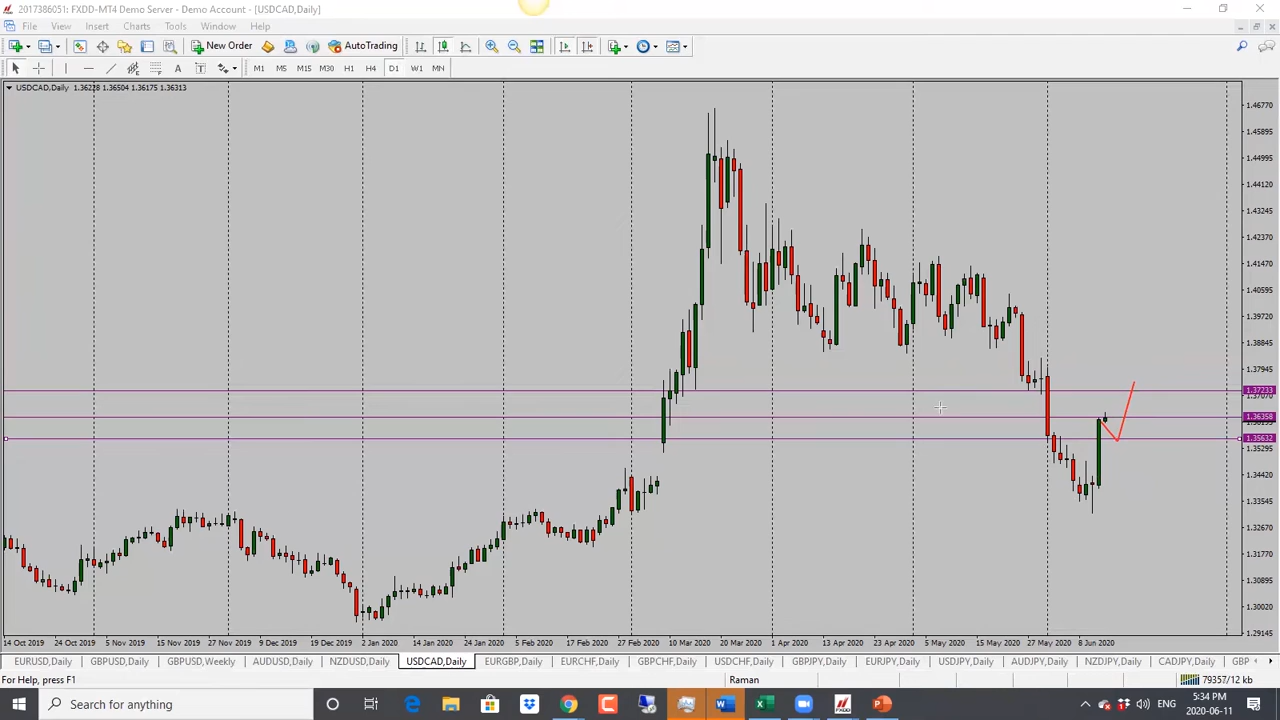 2017386051: FXDD-MT4 Demo Server - Demo Account - [USDCAD,Daily]
File View Insert Charts Tools Window Help
New Order AutoTrading
A T M1 M5 M15 M30 H1 H4 D1 W1 MN
USDCAD,Daily 1.36228 1.36504 1.36175 1.36313
1.46770
1.45895
1.44995
1.44120
1.43245
1.42370
1.41470
1.40595
1.39720
1.38845
1.37945
1.37233
1.37070
1.36358
1.35632
1.35295
1.34420
1.33545
1.32670
1.31770
1.30895
1.30020
1.29145
14 Oct 2019 24 Oct 2019 5 Nov 2019 15 Nov 2019 27 Nov 2019 9 Dec 2019 19 Dec 2019 2 Jan 2020 14 Jan 2020 24 Jan 2020 5 Feb 2020 17 Feb 2020 27 Feb 2020 10 Mar 2020 20 Mar 2020 1 Apr 2020 13 Apr 2020 23 Apr 2020 5 May 2020 15 May 2020 27 May 2020 8 Jun 2020
EURUSD,Daily GBPUSD,Daily GBPUSD,Weekly AUDUSD,Daily NZDUSD,Daily USDCAD,Daily EURGBP,Daily EURCHF,Daily GBPCHF,Daily USDCHF,Daily GBPJPY,Daily EURJPY,Daily USDJPY,Daily AUDJPY,Daily NZDJPY,Daily CADJPY,Daily GBP
For Help, press F1 Raman 79357/12 kb
Search for anything ENG 5:34 PM
2020-06-11